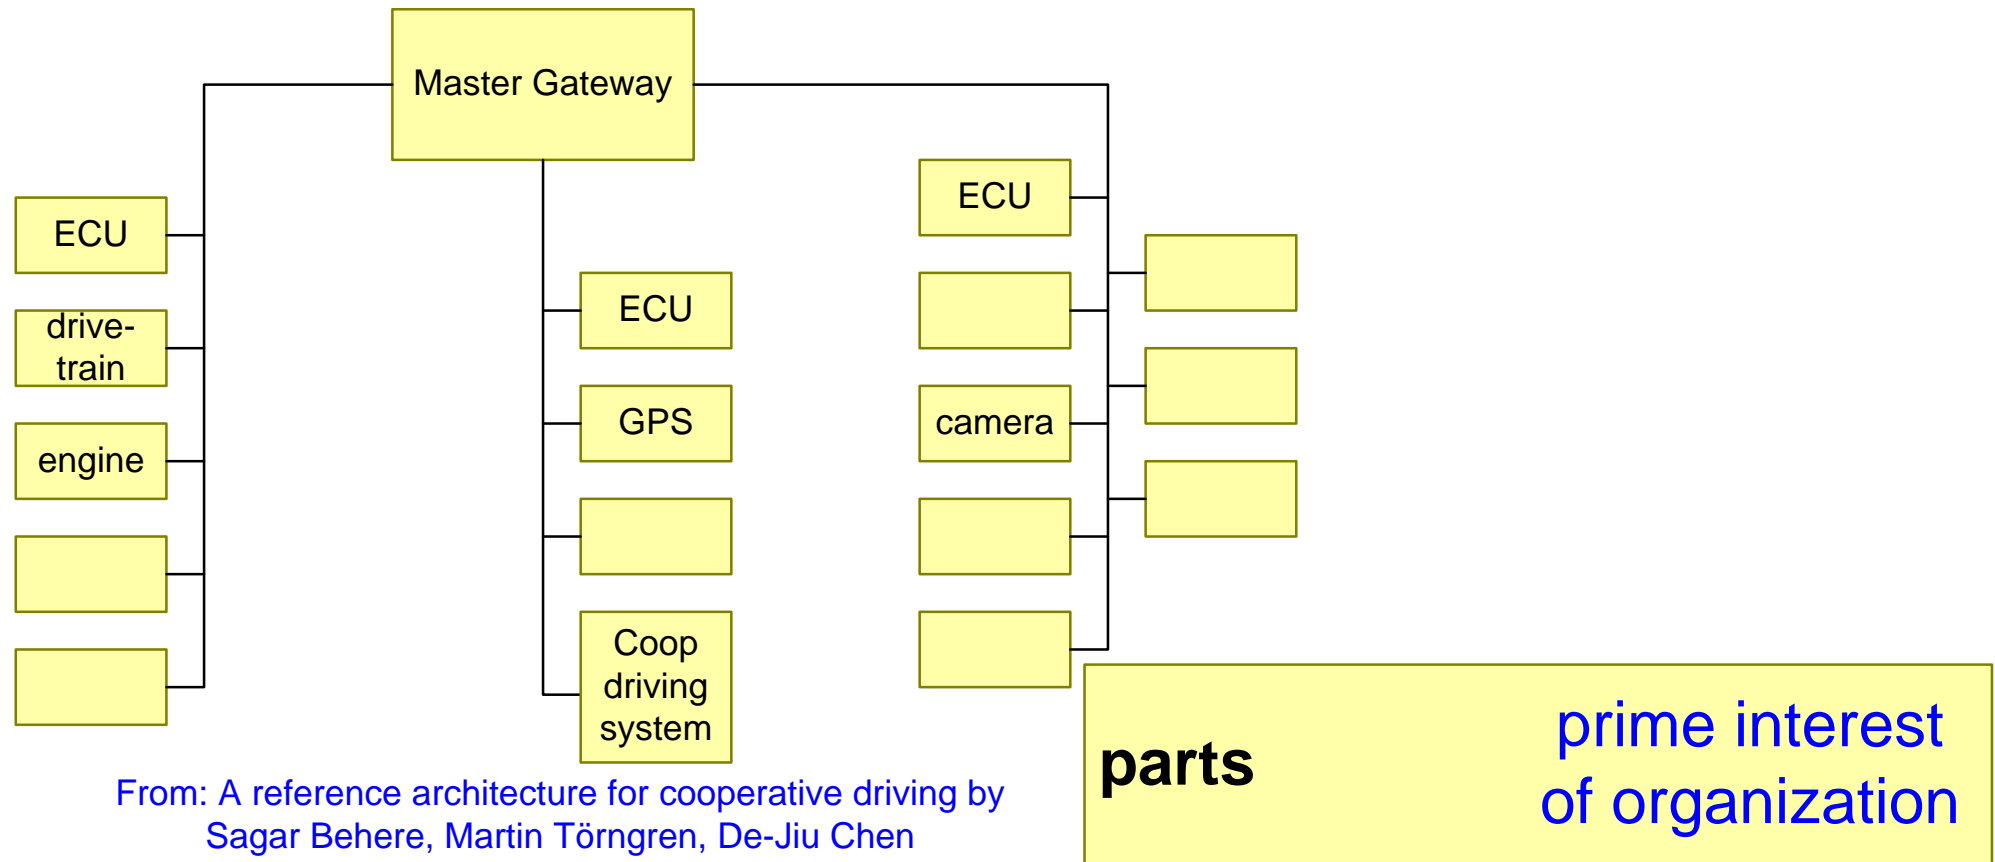 Master Gateway
ECU
drive-
train
engine
ECU
GPS
Coop
driving
system
ECU
camera
From: A reference architecture for cooperative driving by
Sagar Behere, Martin Törngren, De-Jiu Chen
parts
prime interest
of organization